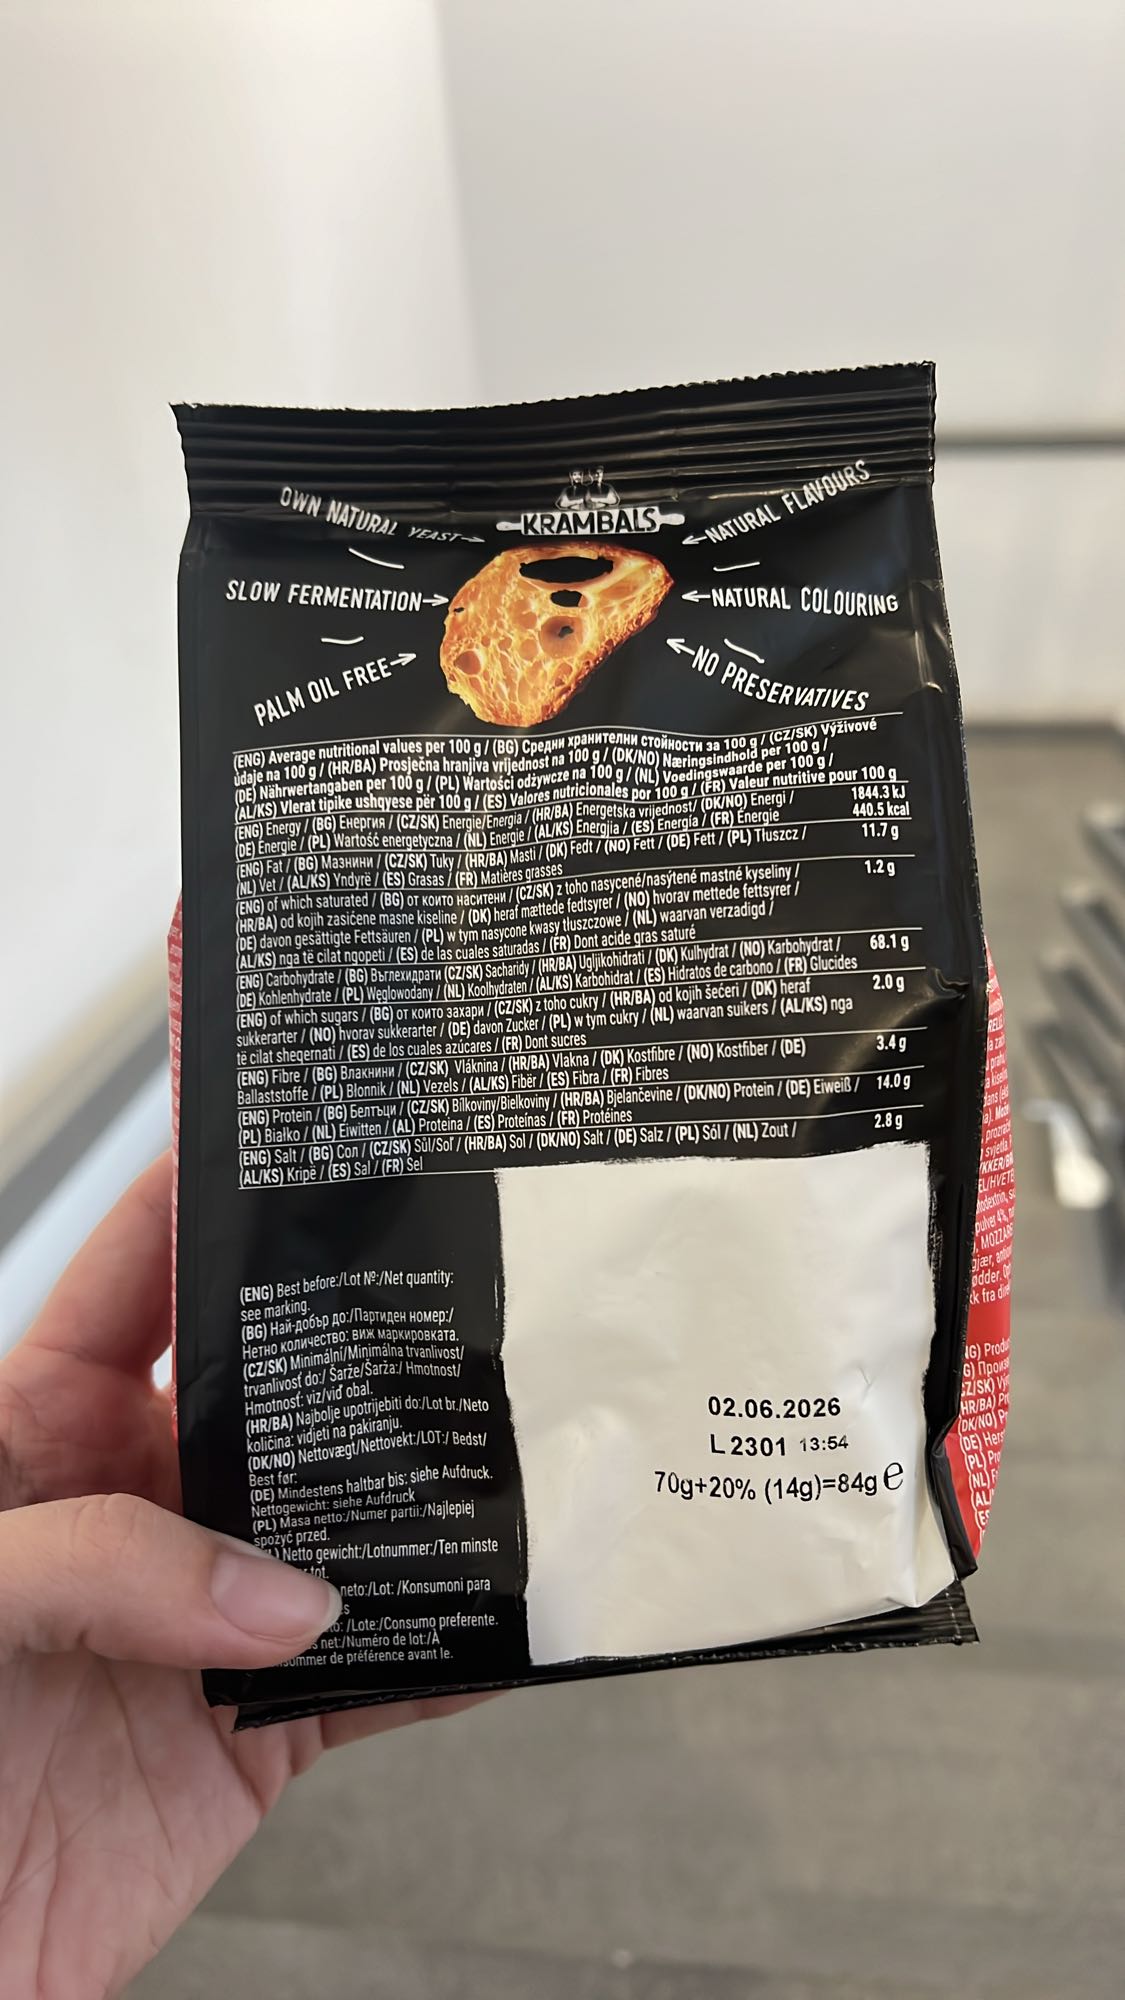 OWN NATURAL YEAST
KRAMBALS
NATURAL FLAVOURS
SLOW FERMENTATION
NATURAL COLOURING
PALM OIL FREE
NO PRESERVATIVES
(ENG) Average nutritional values per 100 g / (BG) Средни хранителни стойности за 100 g / (CZ/SK) Výživové
údaje na 100 g / (HR/BA) Prosječna hranjiva vrijednost na 100 g / (DK/NO) Næringsindhold per 100 g /
(DE) Nährwertangaben per 100 g / (PL) Wartości odżywcze na 100 g / (NL) Voedingswaarde per 100 g /
(AL/KS) Vlerat tipike ushqyese për 100 g / (ES) Valores nutricionales por 100 g / (FR) Valeur nutritive pour 100 g
(ENG) Energy / (BG) Енергия / (CZ/SK) Energie/Energia / (HR/BA) Energetska vrijednost/ (DK/NO) Energi / 1844.3 kJ
(DE) Energie / (PL) Wartość energetyczna / (NL) Energie / (AL/KS) Energjia / (ES) Energía / (FR) Énergie 440.5 kcal
(ENG) Fat / (BG) Мазнини / (CZ/SK) Tuky / (HR/BA) Masti / (DK) Fedt / (NO) Fett / (DE) Fett / (PL) Tłuszcz / 11.7 g
(NL) Vet / (AL/KS) Yndyrë / (ES) Grasas / (FR) Matières grasses
(ENG) of which saturated / (BG) от които наситени / (CZ/SK) z toho nasycené/nasýtené mastné kyseliny / 1.2 g
(HR/BA) od kojih zasićene masne kiseline / (DK) heraf mættede fedtsyrer / (NO) hvorav mettede fettsyrer /
(DE) davon gesättigte Fettsäuren / (PL) w tym nasycone kwasy tłuszczowe / (NL) waarvan verzadigd /
(AL/KS) nga të cilat ngopeti / (ES) de las cuales saturadas / (FR) Dont acide gras saturé
(ENG) Carbohydrate / (BG) Въглехидрати (CZ/SK) Sacharidy / (HR/BA) Ugljikohidrati / (DK) Kulhydrat / (NO) Karbohydrat / 68.1 g
(DE) Kohlenhydrate / (PL) Węglowodany / (NL) Koolhydraten / (AL/KS) Karbohidrat / (ES) Hidratos de carbono / (FR) Glucides
(ENG) of which sugars / (BG) от които захари / (CZ/SK) z toho cukry / (HR/BA) od kojih šećeri / (DK) heraf 2.0 g
sukkerarter / (NO) hvorav sukkerarter / (DE) davon Zucker / (PL) w tym cukry / (NL) waarvan suikers / (AL/KS) nga
të cilat sheqernati / (ES) de los cuales azúcares / (FR) Dont sucres
(ENG) Fibre / (BG) Влакнини / (CZ/SK) Vláknina / (HR/BA) Vlakna / (DK) Kostfibre / (NO) Kostfiber / (DE) 3.4 g
Ballaststoffe / (PL) Błonnik / (NL) Vezels / (AL/KS) Fibër / (ES) Fibra / (FR) Fibres
(ENG) Protein / (BG) Белтъци / (CZ/SK) Bílkoviny/Bielkoviny / (HR/BA) Bjelančevine / (DK/NO) Protein / (DE) Eiweiß / 14.0 g
(PL) Białko / (NL) Eiwitten / (AL) Proteina / (ES) Proteínas / (FR) Protéines
(ENG) Salt / (BG) Сол / (CZ/SK) Sůl/Soľ / (HR/BA) Sol / (DK/NO) Salt / (DE) Salz / (PL) Sól / (NL) Zout / 2.8 g
(AL/KS) Kripë / (ES) Sal / (FR) Sel
(ENG) Best before:/Lot №:/Net quantity:
see marking.
(BG) Най-добър до:/Партиден номер:/
Нетно количество: виж маркировката.
(CZ/SK) Minimální/Minimálna trvanlivost/
trvanlivosť do:/ Šarže/Šarža:/ Hmotnost/
Hmotnosť: viz/viď obal.
(HR/BA) Najbolje upotrijebiti do:/Lot br./Neto
količina: vidjeti na pakiranju.
(DK/NO) Nettovægt/Nettovekt:/LOT:/ Bedst/
Best før:
(DE) Mindestens haltbar bis: siehe Aufdruck.
Nettogewicht: siehe Aufdruck
(PL) Masa netto:/Numer partii:/Najlepiej
spożyć przed.
Netto gewicht:/Lotnummer:/Ten minste
tot.
neto:/Lot: /Konsumoni para
/Lote:/Consumo preferente.
net:/Numéro de lot:/À
de préférence avant le.
02.06.2026
L2301 13:54
70g+20% (14g)=84g e